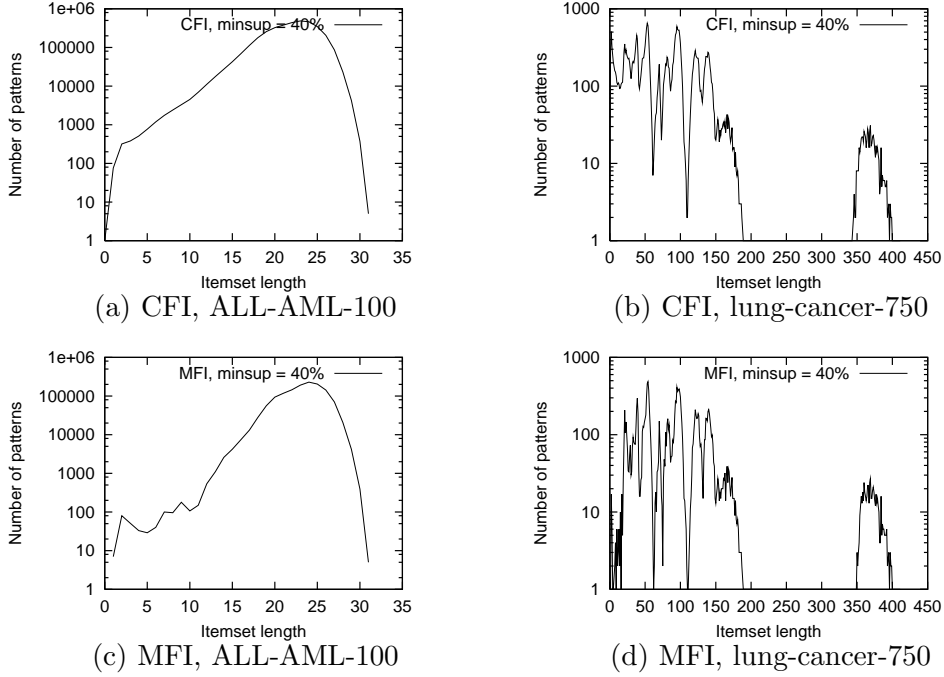 1e+06
CFI, minsup = 40%
100000
10000
1000
100
10
1
Number of patterns
0 5 10 15 20 25 30 35
Itemset length
(a) CFI, ALL-AML-100
1000
CFI, minsup = 40%
100
10
1
Number of patterns
0 50 100 150 200 250 300 350 400 450
Itemset length
(b) CFI, lung-cancer-750
1e+06
MFI, minsup = 40%
100000
10000
1000
100
10
1
Number of patterns
0 5 10 15 20 25 30 35
Itemset length
(c) MFI, ALL-AML-100
1000
MFI, minsup = 40%
100
10
1
Number of patterns
0 50 100 150 200 250 300 350 400 450
Itemset length
(d) MFI, lung-cancer-750